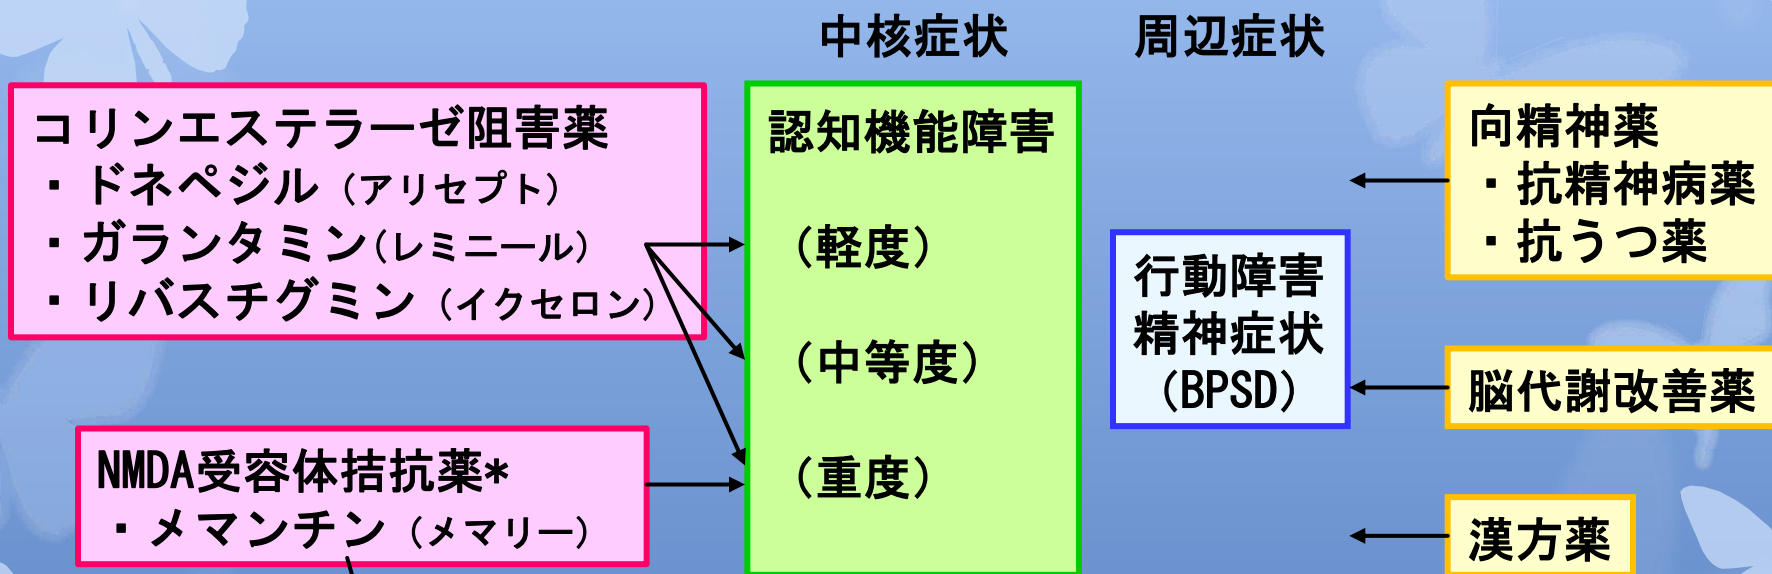 中核症状
周辺症状
コリンエステラーゼ阻害薬
・ドネペジル（アリセプト）
・ガランタミン(レミニール)
・リバスチグミン（イクセロン）
NMDA受容体拮抗薬*
・メマンチン（メマリー）
認知機能障害
（軽度）
（中等度）
（重度）
行動障害
精神症状
（BPSD）
向精神薬
・抗精神病薬
・抗うつ薬
脳代謝改善薬
漢方薬